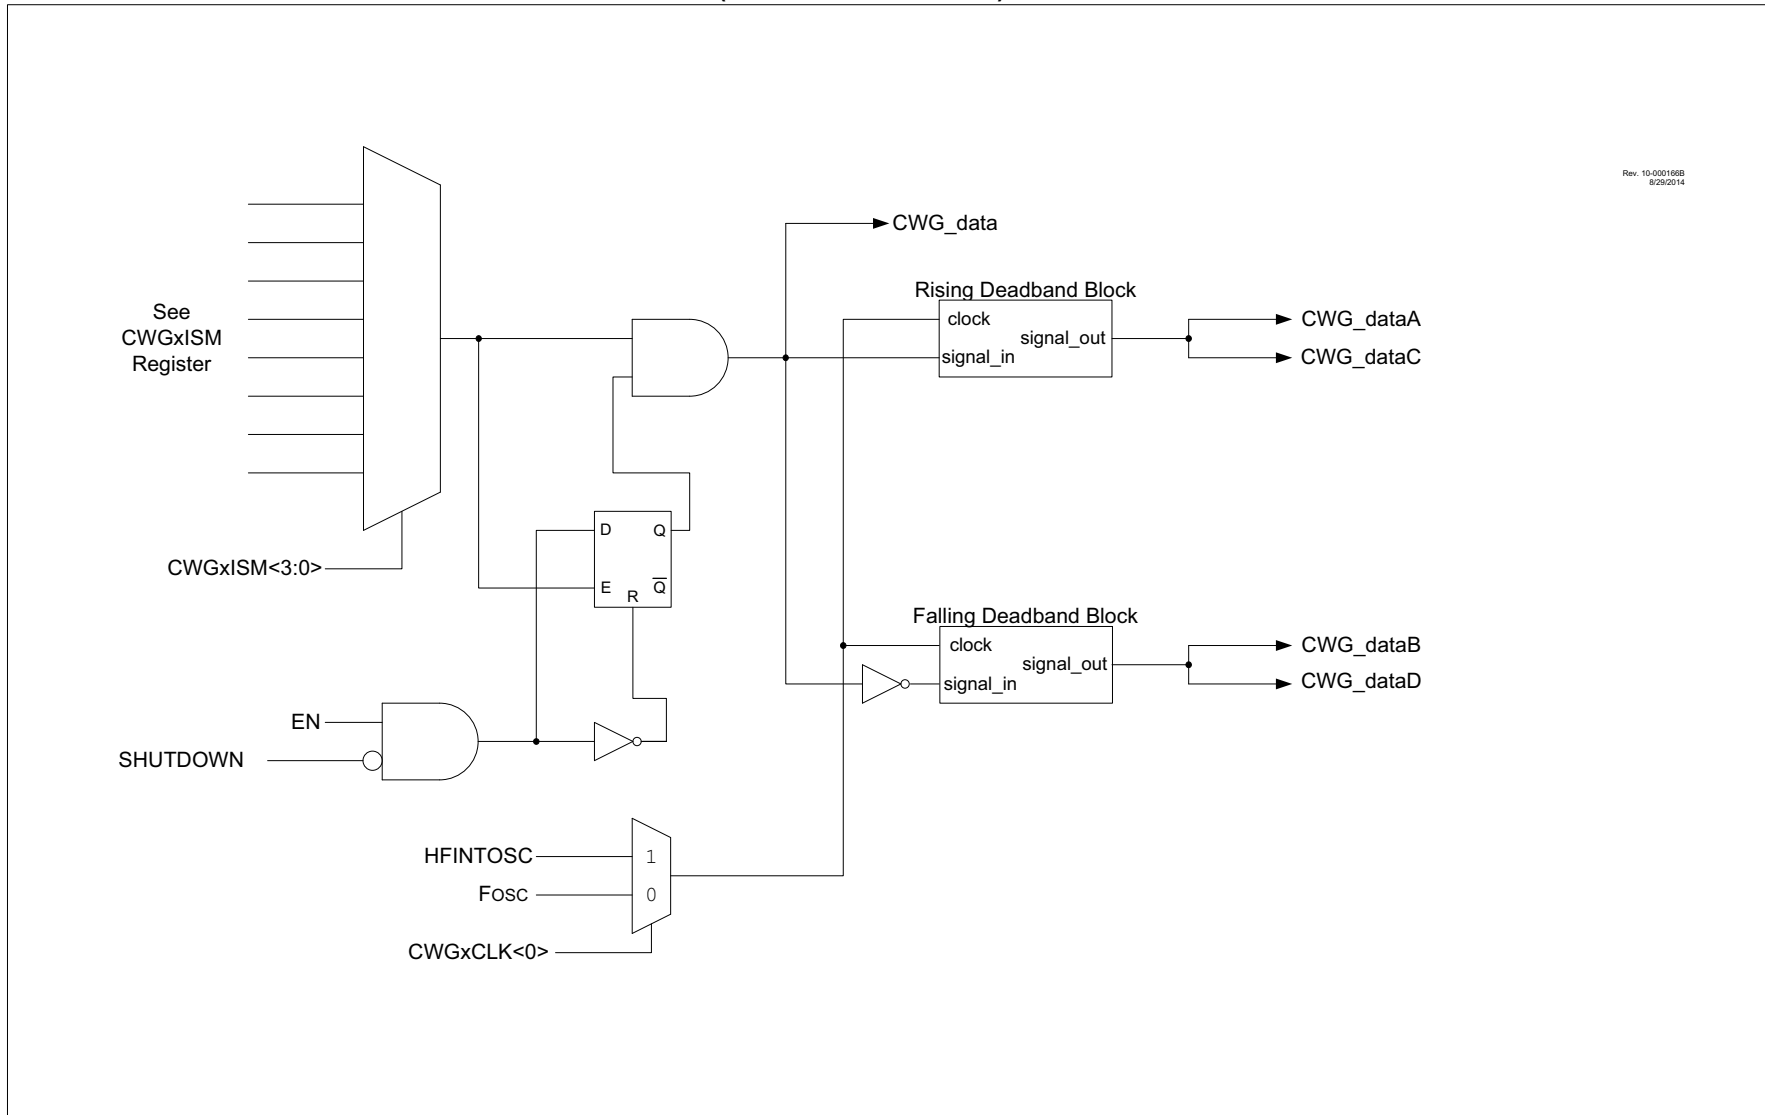 Rev. 10-000166B
8/29/2014
CWG_data
Rising Deadband Block
clock
signal_out
signal_in
CWG_dataA
CWG_dataC
See
CWGxISM
Register
D
Q
E
Q̅
R
CWGxISM<3:0>
Falling Deadband Block
clock
signal_out
signal_in
CWG_dataB
CWG_dataD
EN
SHUTDOWN
HFINTOSC
1
FOSC
0
CWGxCLK<0>